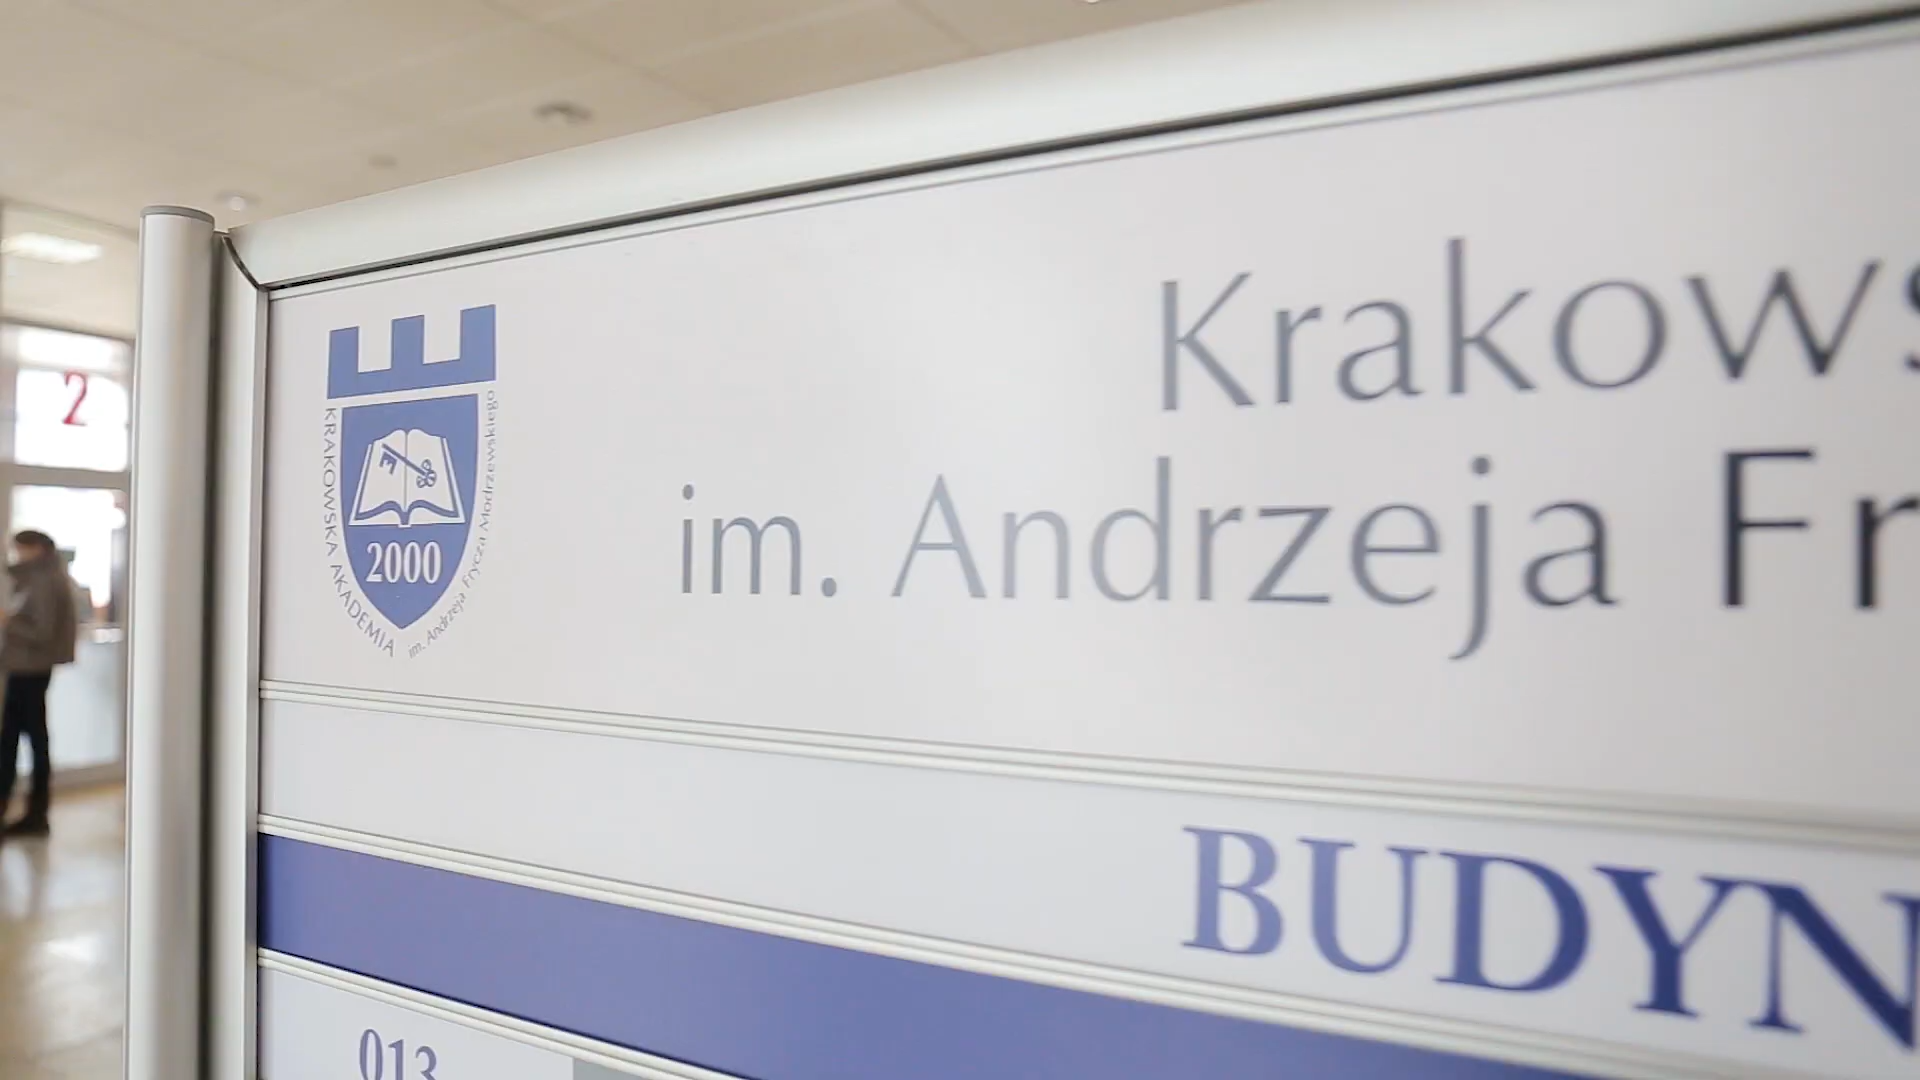 2
KRAKOWSKA AKADEMIA
im. Andrzeja Frycza Modrzewskiego
2000
Krakows
im. Andrzeja Fr
BUDYN
013